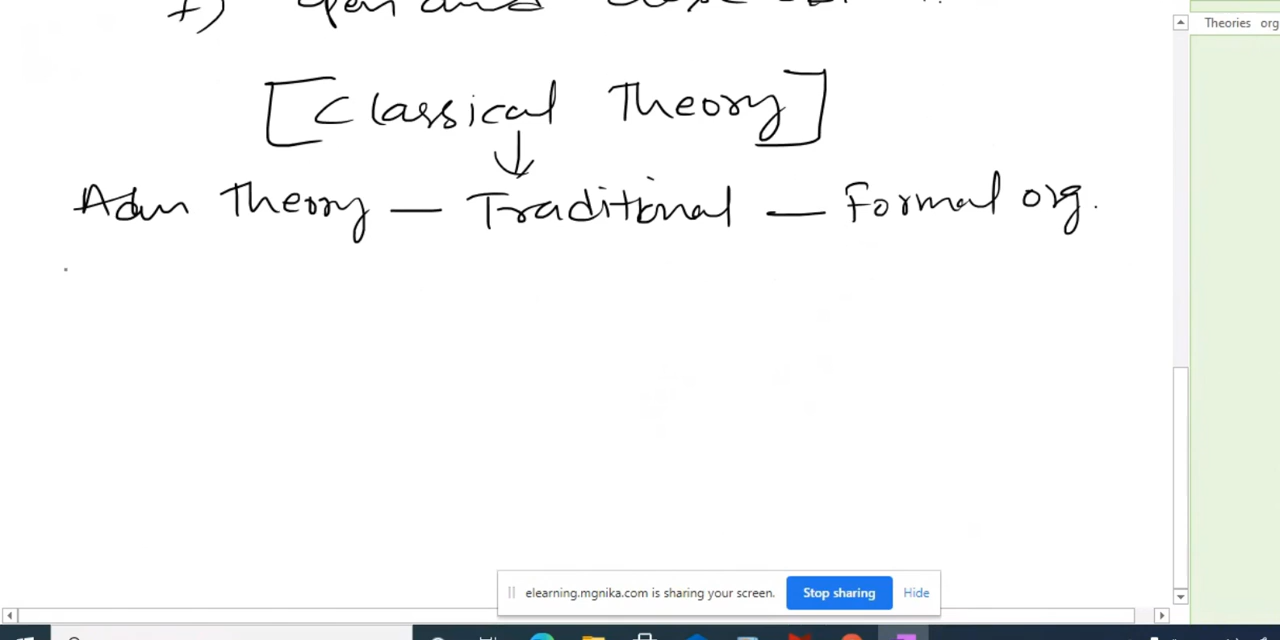 7)
Theories org
[Classical Theory]
↓
Adm Theory — Traditional — Formal org.
elearning.mgnika.com is sharing your screen. Stop sharing Hide